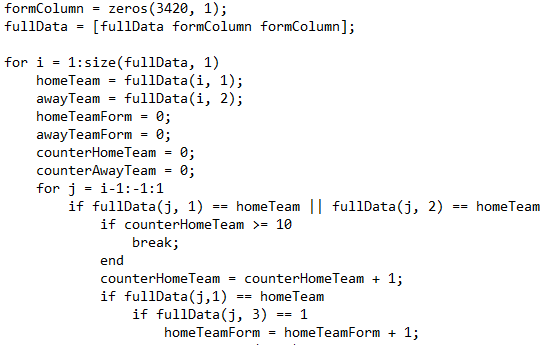 formColumn = zeros(3420, 1);
fullData = [fullData formColumn formColumn];

for i = 1:size(fullData, 1)
    homeTeam = fullData(i, 1);
    awayTeam = fullData(i, 2);
    homeTeamForm = 0;
    awayTeamForm = 0;
    counterHomeTeam = 0;
    counterAwayTeam = 0;
    for j = i-1:-1:1
        if fullData(j, 1) == homeTeam || fullData(j, 2) == homeTeam
            if counterHomeTeam >= 10
                break;
            end
            counterHomeTeam = counterHomeTeam + 1;
            if fullData(j,1) == homeTeam
                if fullData(j, 3) == 1
                    homeTeamForm = homeTeamForm + 1;